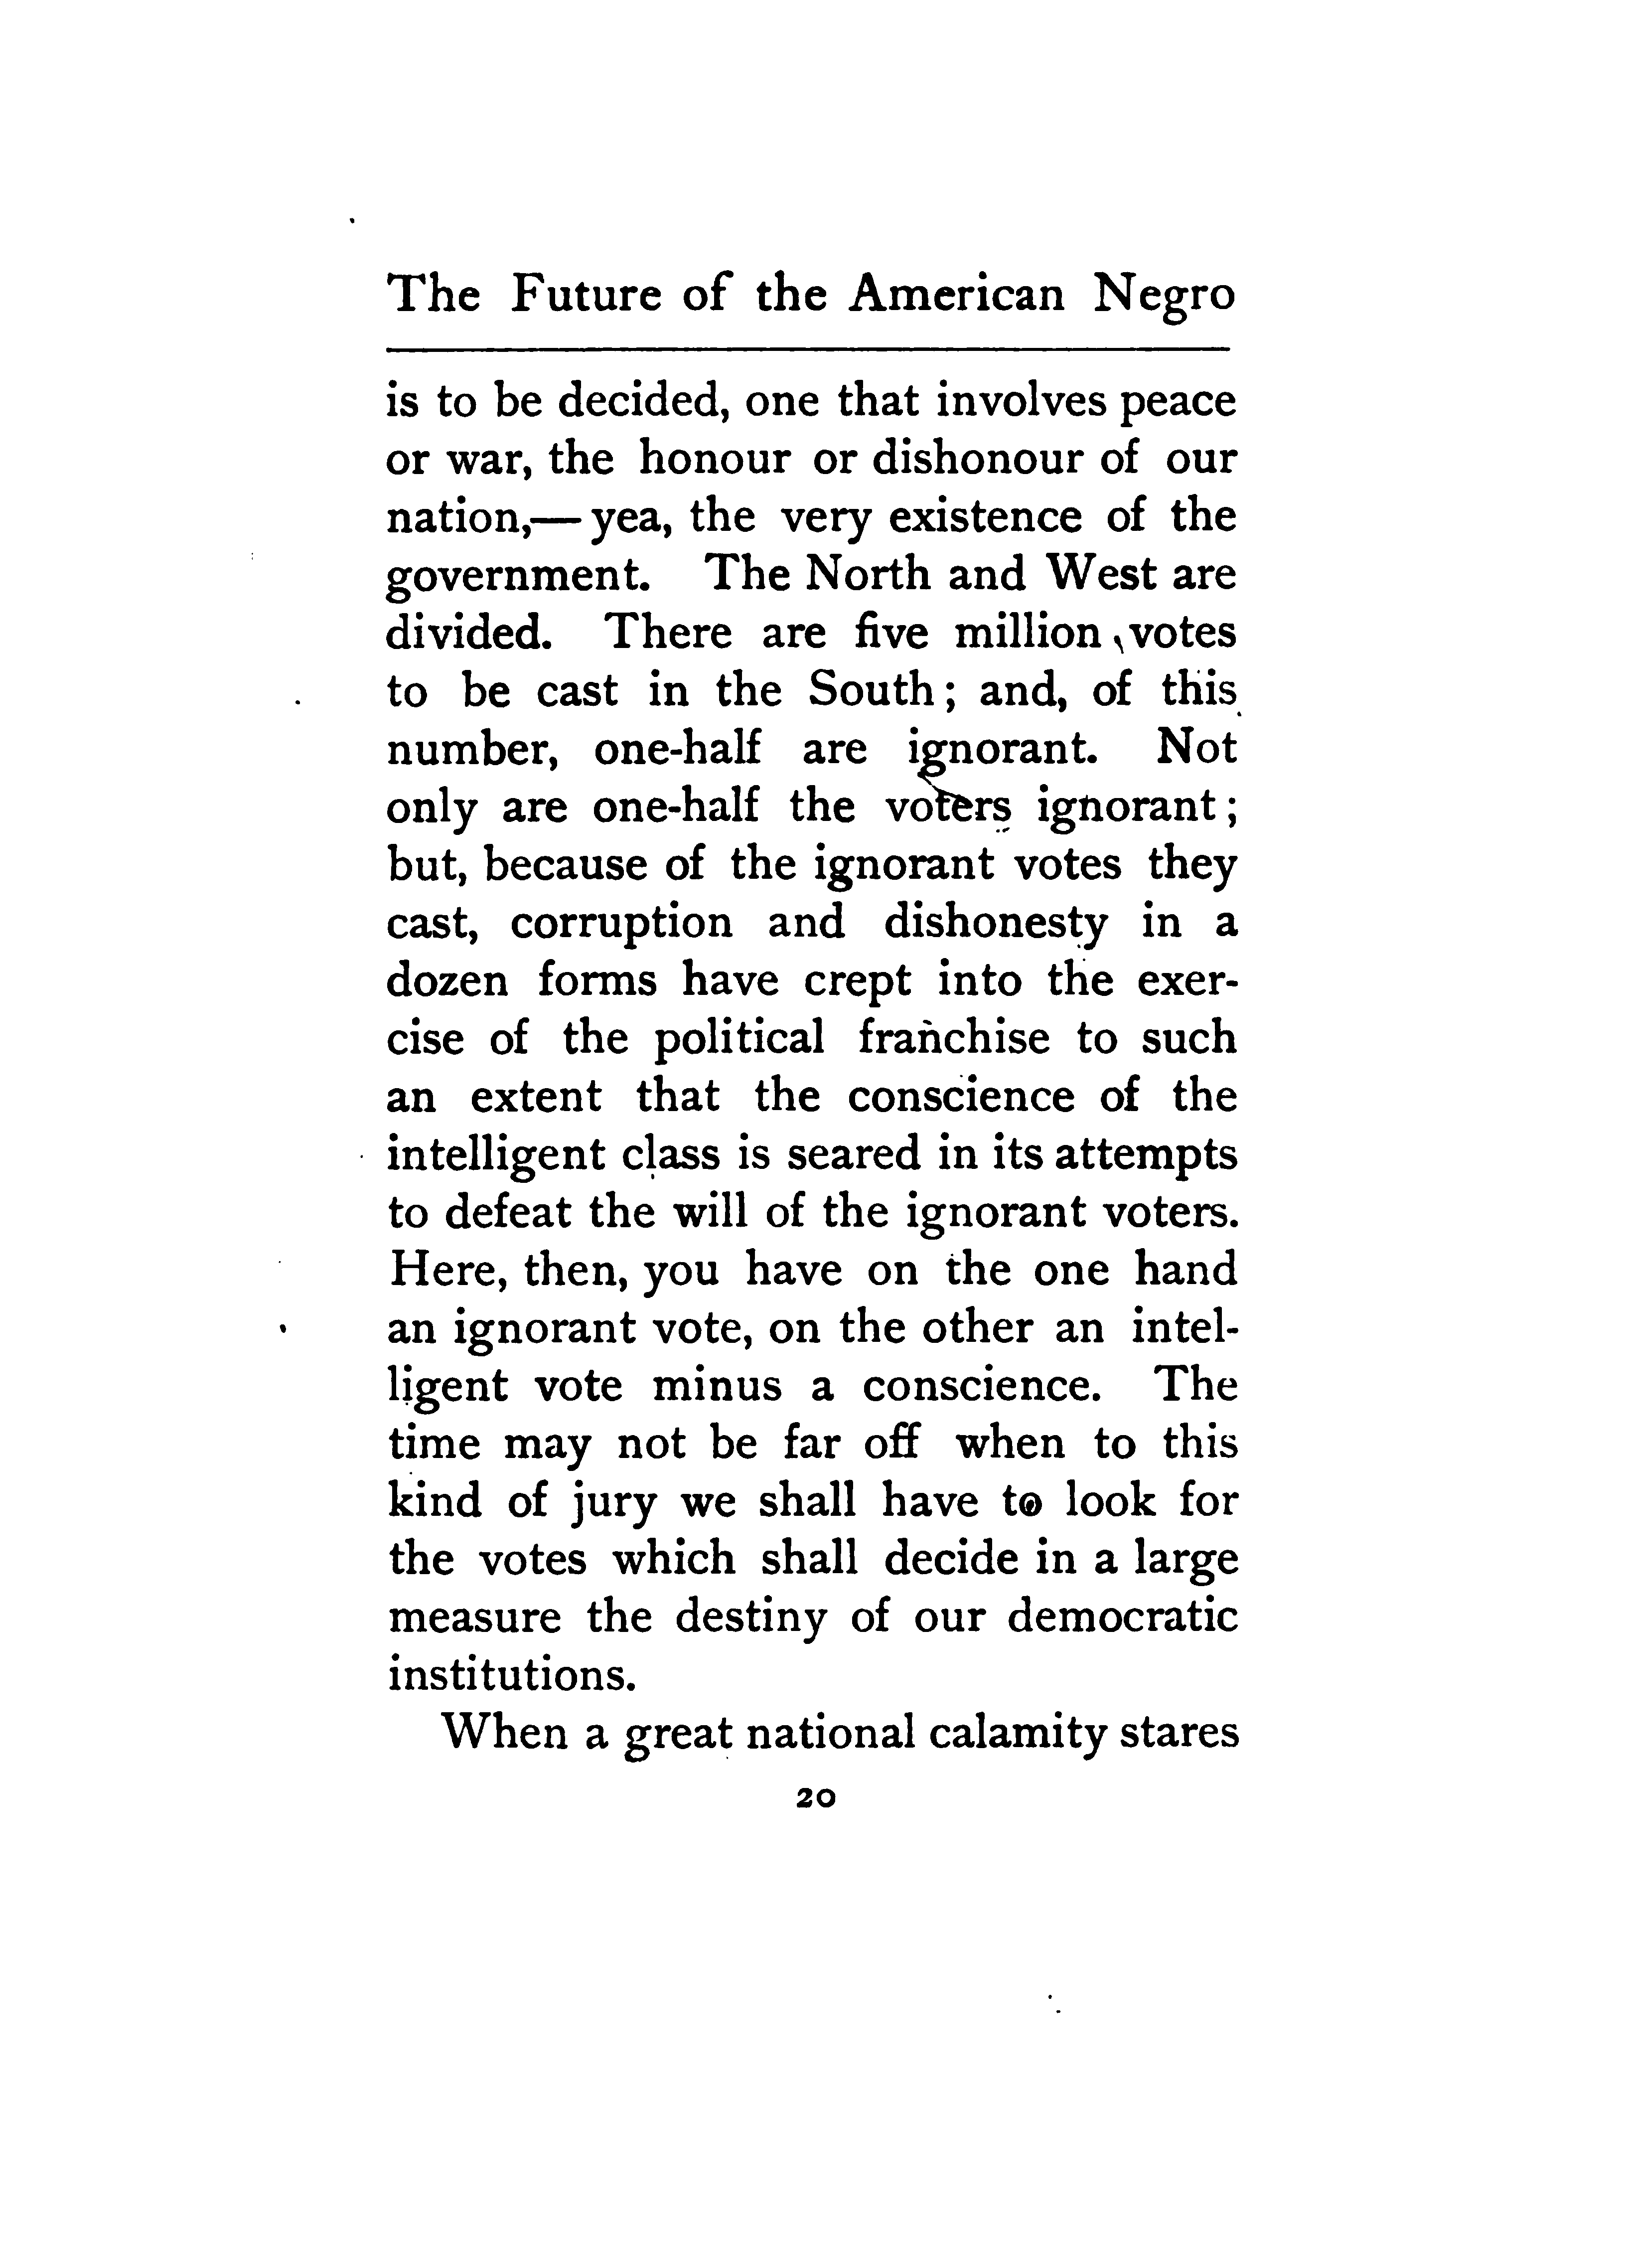 The Future of the American Negro
is to be decided, one that involves peace
or war, the honour or dishonour of our
nation,— yea, the very existence of the
government. The North and West are
divided. There are five million votes
to be cast in the South; and, of this
number, one-half are ignorant. Not
only are one-half the voters ignorant;
but, because of the ignorant votes they
cast, corruption and dishonesty in a
dozen forms have crept into the exer-
cise of the political franchise to such
an extent that the conscience of the
intelligent class is seared in its attempts
to defeat the will of the ignorant voters.
Here, then, you have on the one hand
an ignorant vote, on the other an intel-
ligent vote minus a conscience. The
time may not be far off when to this
kind of jury we shall have to look for
the votes which shall decide in a large
measure the destiny of our democratic
institutions.
When a great national calamity stares
20